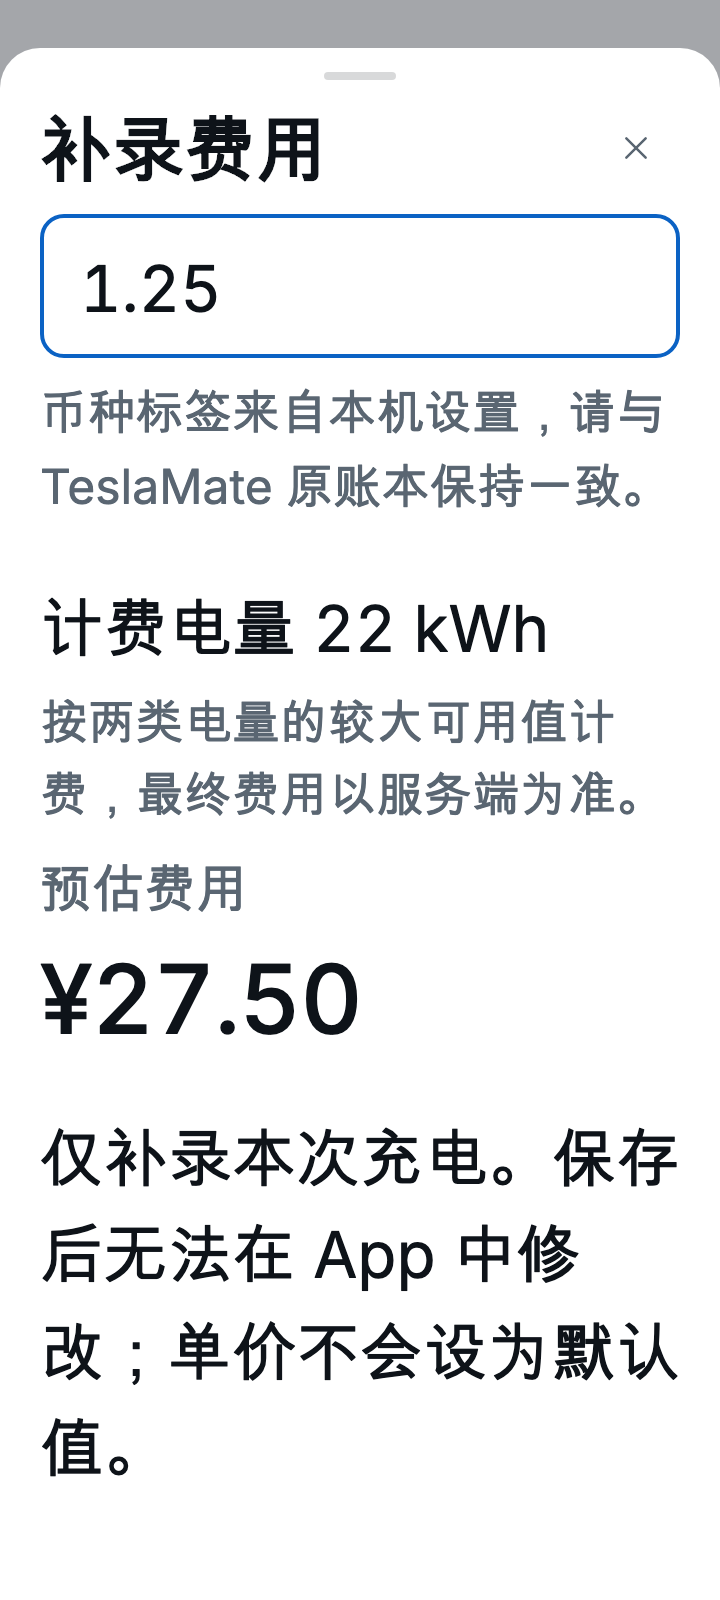 补录费用
1.25
币种标签来自本机设置，请与
TeslaMate 原账本保持一致。
计费电量 22 kWh
按两类电量的较大可用值计
费，最终费用以服务端为准。
预估费用
¥27.50
仅补录本次充电。保存
后无法在 App 中修
改；单价不会设为默认
值。